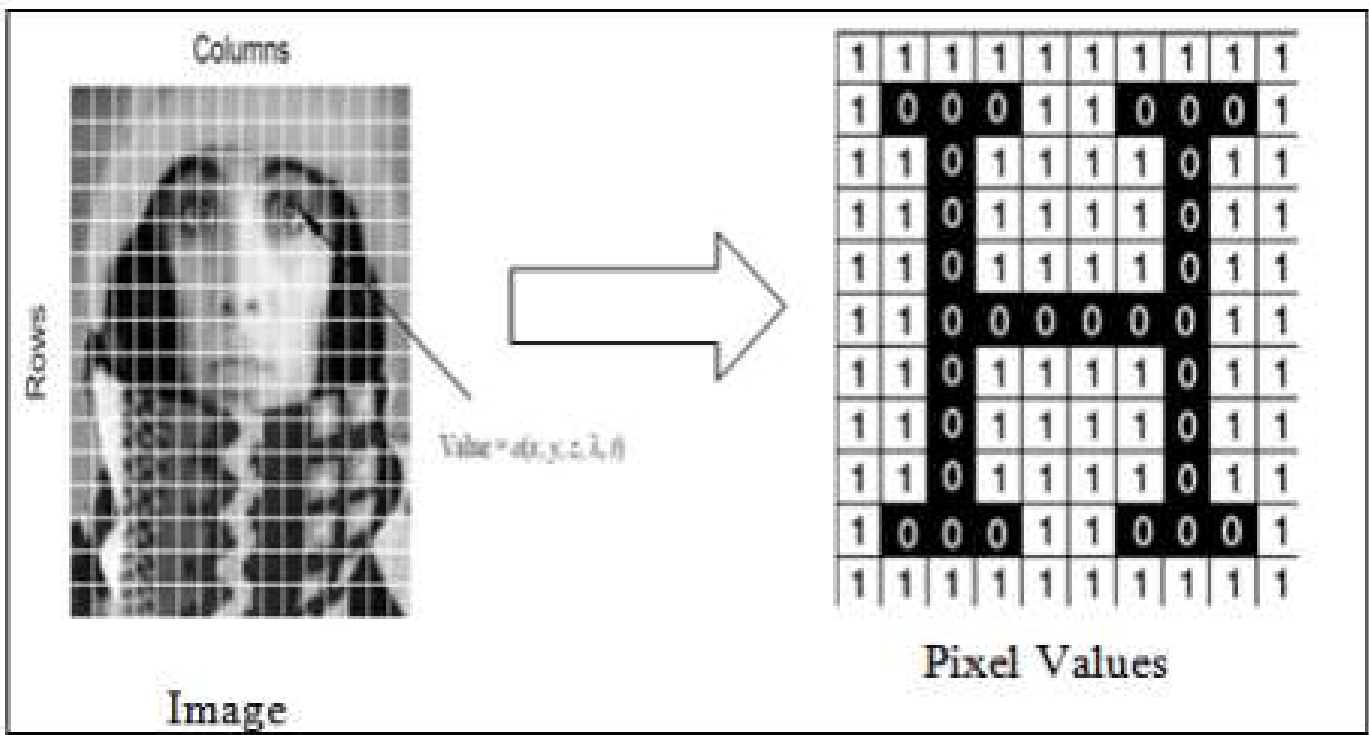 Columns
Rows
Value = a(x, y, z, λ, t)
Image
1 1 1 1 1 1 1 1 1 1
1 0 0 0 1 1 0 0 0 1
1 1 0 1 1 1 1 0 1 1
1 1 0 1 1 1 1 0 1 1
1 1 0 1 1 1 1 0 1 1
1 1 0 0 0 0 0 0 1 1
1 1 0 1 1 1 1 0 1 1
1 1 0 1 1 1 1 0 1 1
1 1 0 1 1 1 1 0 1 1
1 0 0 0 1 1 0 0 0 1
1 1 1 1 1 1 1 1 1 1
Pixel Values